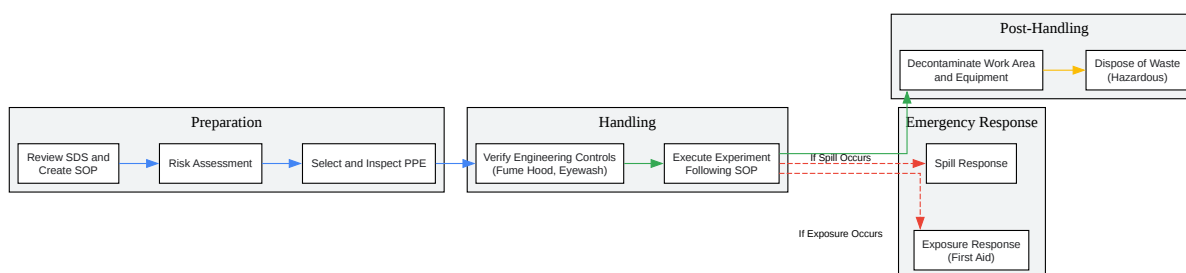 Preparation
Review SDS and
Create SOP
Risk Assessment
Select and Inspect PPE
Handling
Verify Engineering Controls
(Fume Hood, Eyewash)
Execute Experiment
Following SOP
Post-Handling
Decontaminate Work Area
and Equipment
Dispose of Waste
(Hazardous)
Emergency Response
If Spill Occurs
Spill Response
If Exposure Occurs
Exposure Response
(First Aid)